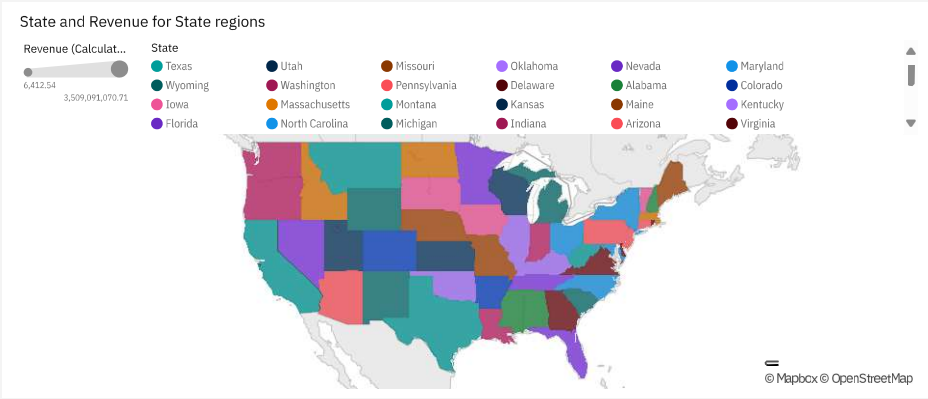 State and Revenue for State regions
Revenue (Calculat...
6,412.54
3,509,091,070.71
State
Texas Utah Missouri Oklahoma Nevada Maryland
Wyoming Washington Pennsylvania Delaware Alabama Colorado
Iowa Massachusetts Montana Kansas Maine Kentucky
Florida North Carolina Michigan Indiana Arizona Virginia
© Mapbox © OpenStreetMap